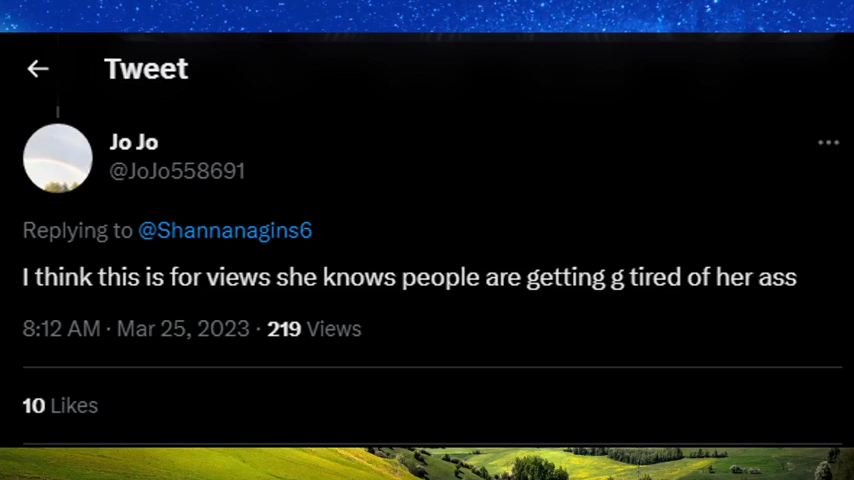 Tweet
Jo Jo
@JoJo558691
Replying to @Shannanagins6
I think this is for views she knows people are getting g tired of her ass
8:12 AM · Mar 25, 2023 · 219 Views
10 Likes